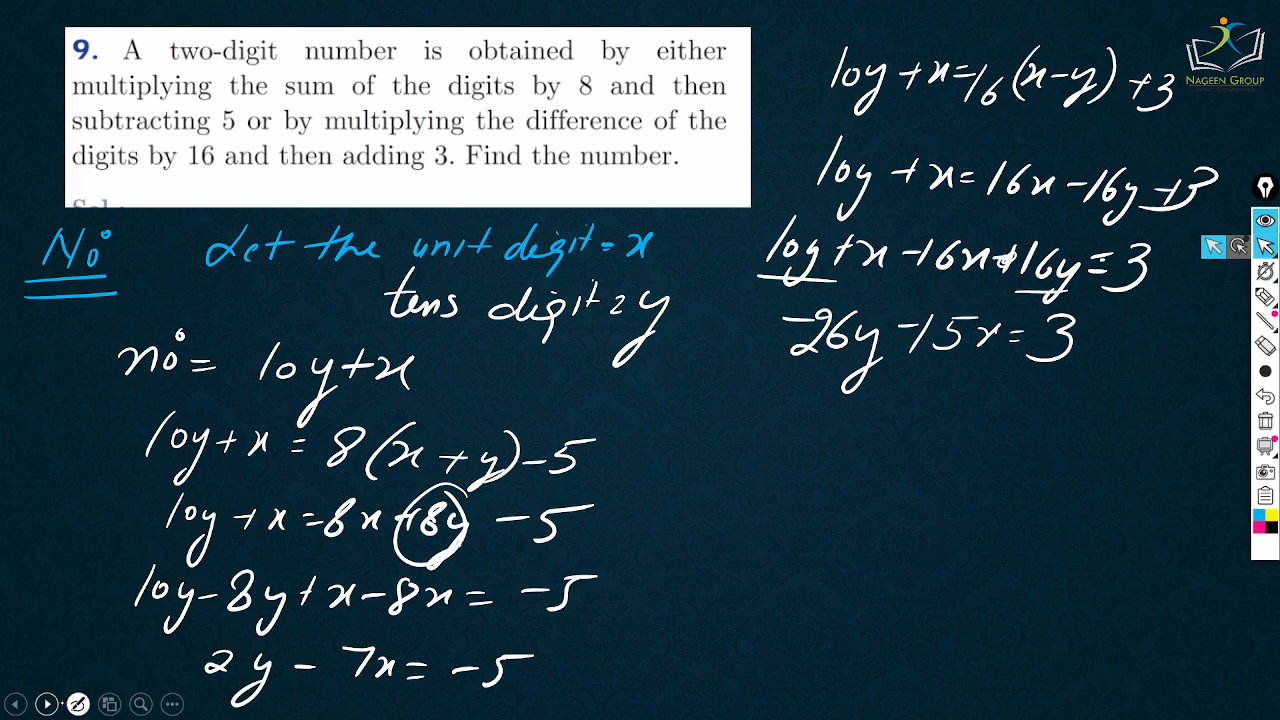 9. A two-digit number is obtained by either
multiplying the sum of the digits by 8 and then
subtracting 5 or by multiplying the difference of the
digits by 16 and then adding 3. Find the number.
NAGEEN GROUP
No
Let the unit digit = x
tens digit = y
no = 10y+x
10y+x = 8(x+y)-5
10y+x=8x+8y-5
10y-8y+x-8x=-5
2y-7x=-5
10y+x=16(x-y)+3
10y+x=16x-16y+3
10y+x-16x+16y=3
-26y-15x=3